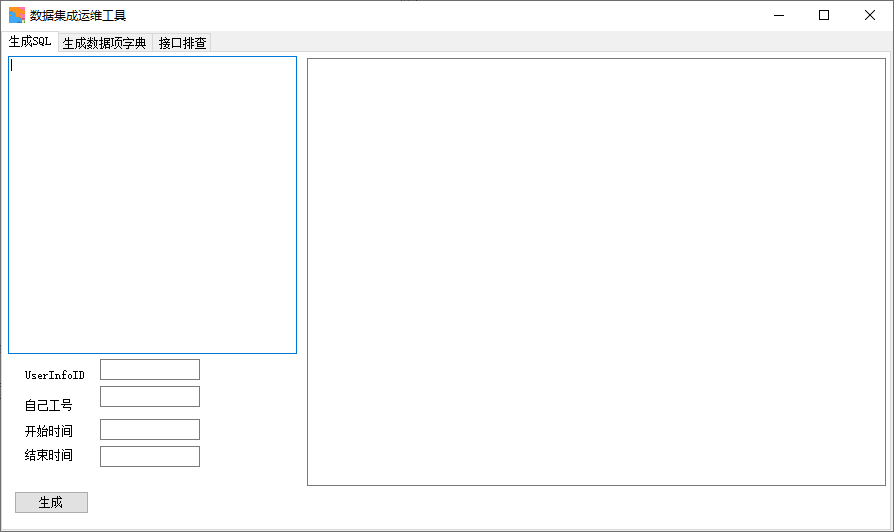 数据集成运维工具
生成SQL 生成数据项字典 接口排查
UserInfoID
自己工号
开始时间
结束时间
生成